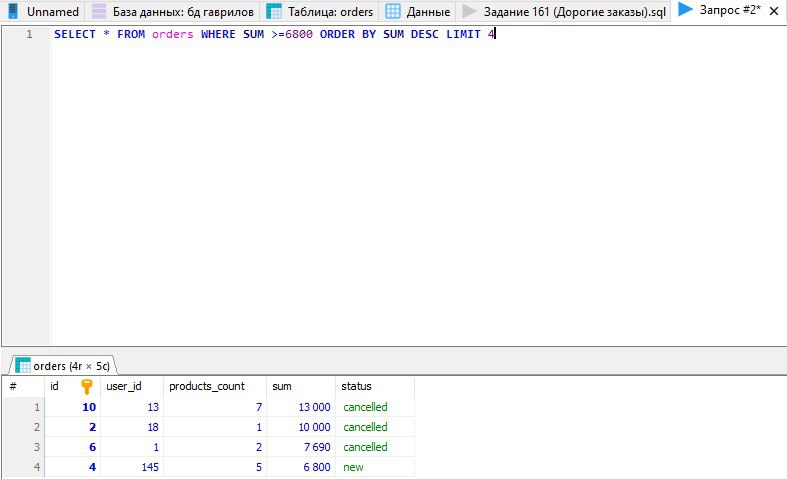 Unnamed База данных: бд гаврилов Таблица: orders Данные Задание 161 (Дорогие заказы).sql Запрос #2*
1 SELECT * FROM orders WHERE SUM >=6800 ORDER BY SUM DESC LIMIT 4
orders (4r × 5c)
# id user_id products_count sum status
1 10 13 7 13 000 cancelled
2 2 18 1 10 000 cancelled
3 6 1 2 7 690 cancelled
4 4 145 5 6 800 new